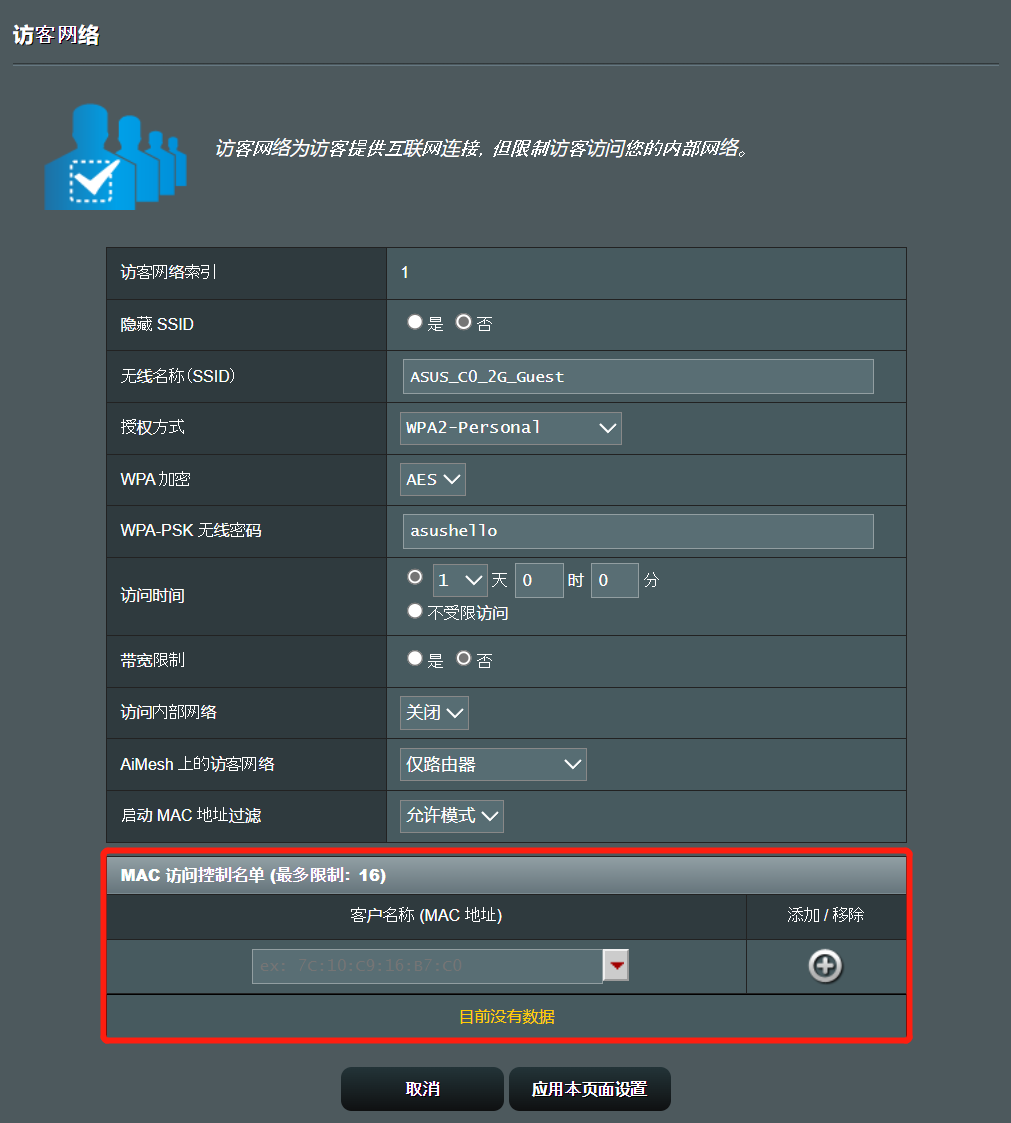 访客网络
访客网络为访客提供互联网连接, 但限制访客访问您的内部网络。
访客网络索引 1
隐藏 SSID 是 否
无线名称(SSID) ASUS_C0_2G_Guest
授权方式 WPA2-Personal
WPA 加密 AES
WPA-PSK 无线密码 asushello
访问时间 1 天 0 时 0 分
不受限访问
带宽限制 是 否
访问内部网络 关闭
AiMesh 上的访客网络 仅路由器
启动 MAC 地址过滤 允许模式
MAC 访问控制名单 (最多限制: 16)
客户名称 (MAC 地址) 添加 / 移除
ex: 7C:10:C9:16:B7:C0
目前没有数据
取消 应用本页面设置